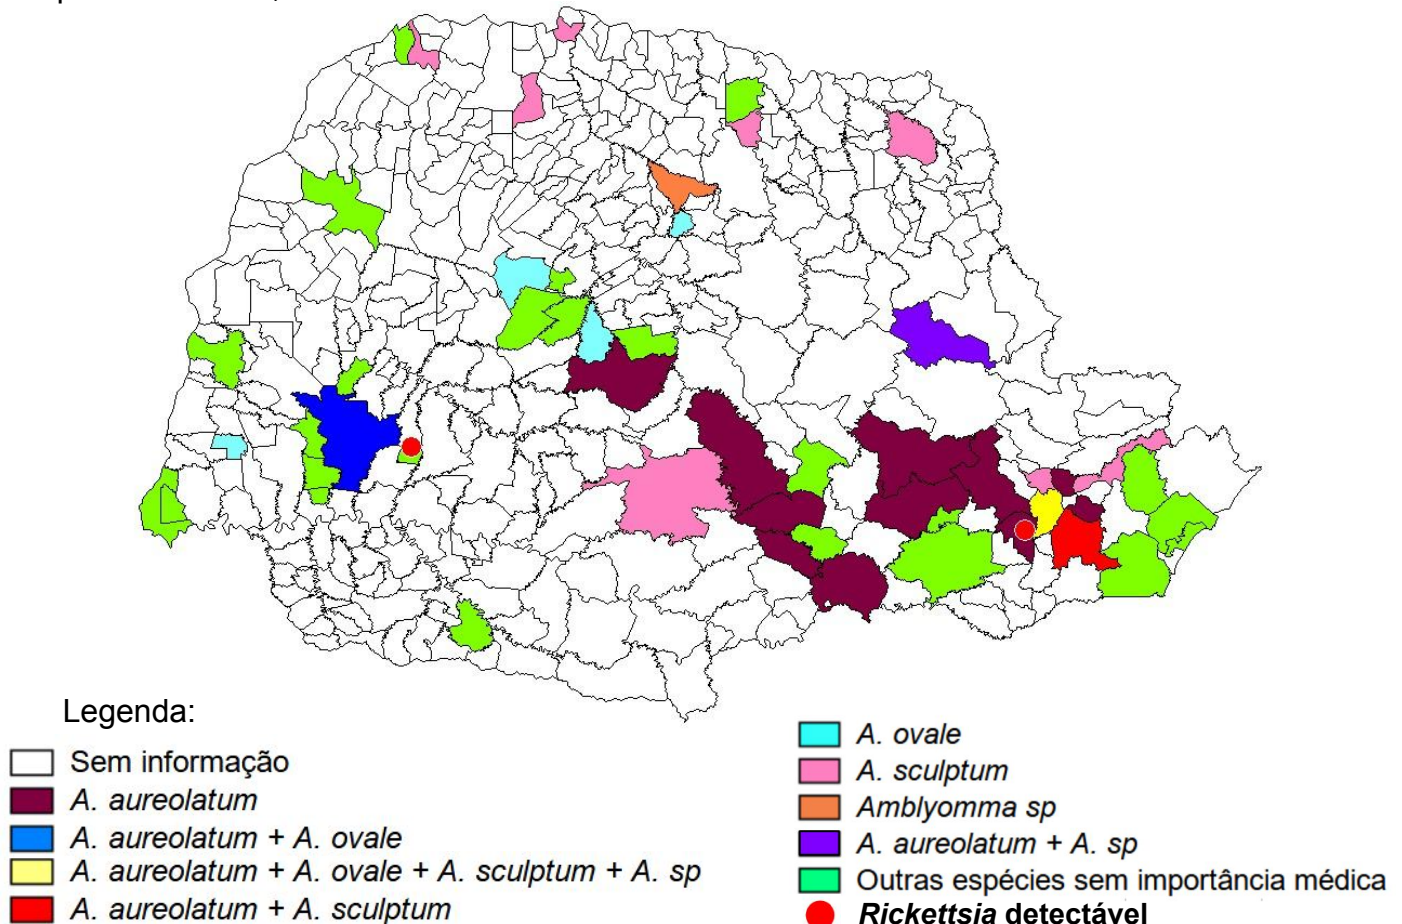 Legenda:
Sem informação
A. aureolatum
A. aureolatum + A. ovale
A. aureolatum + A. ovale + A. sculptum + A. sp
A. aureolatum + A. sculptum
A. ovale
A. sculptum
Amblyomma sp
A. aureolatum + A. sp
Outras espécies sem importância médica
Rickettsia detectável